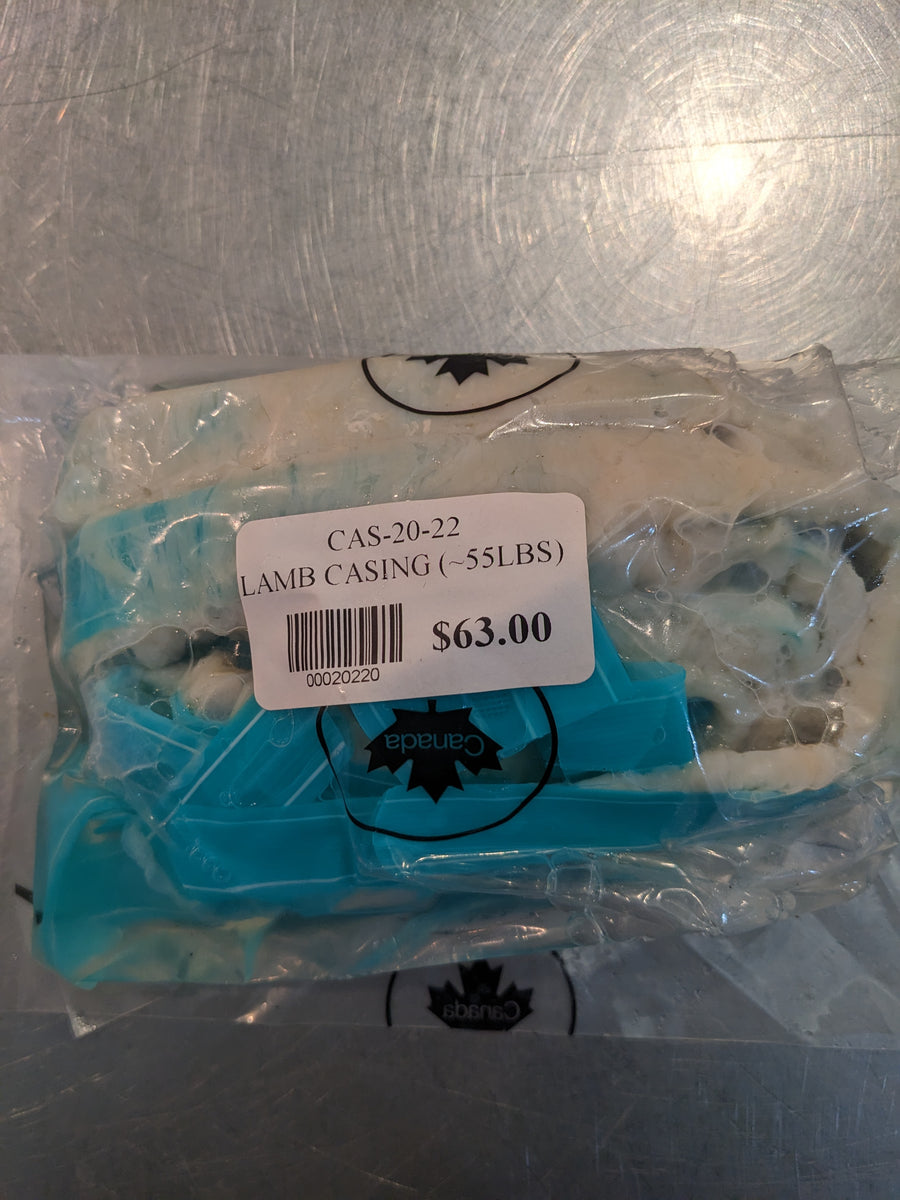 CAS-20-22
LAMB CASING (~55LBS)
$63.00
00020220
Canada
Canada